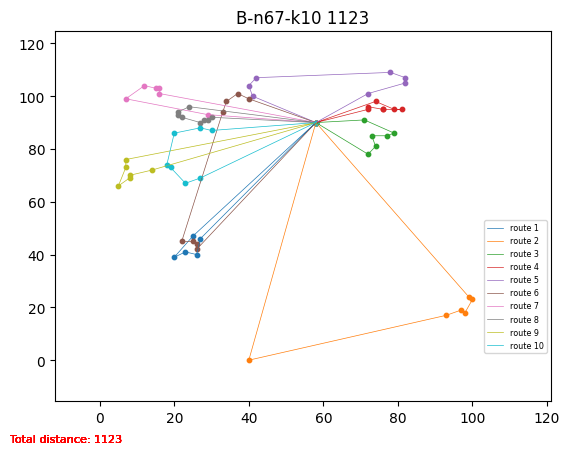 B-n67-k10 1123
120
100
80
60
40
20
0
0 20 40 60 80 100 120
route 1
route 2
route 3
route 4
route 5
route 6
route 7
route 8
route 9
route 10
Total distance: 1123